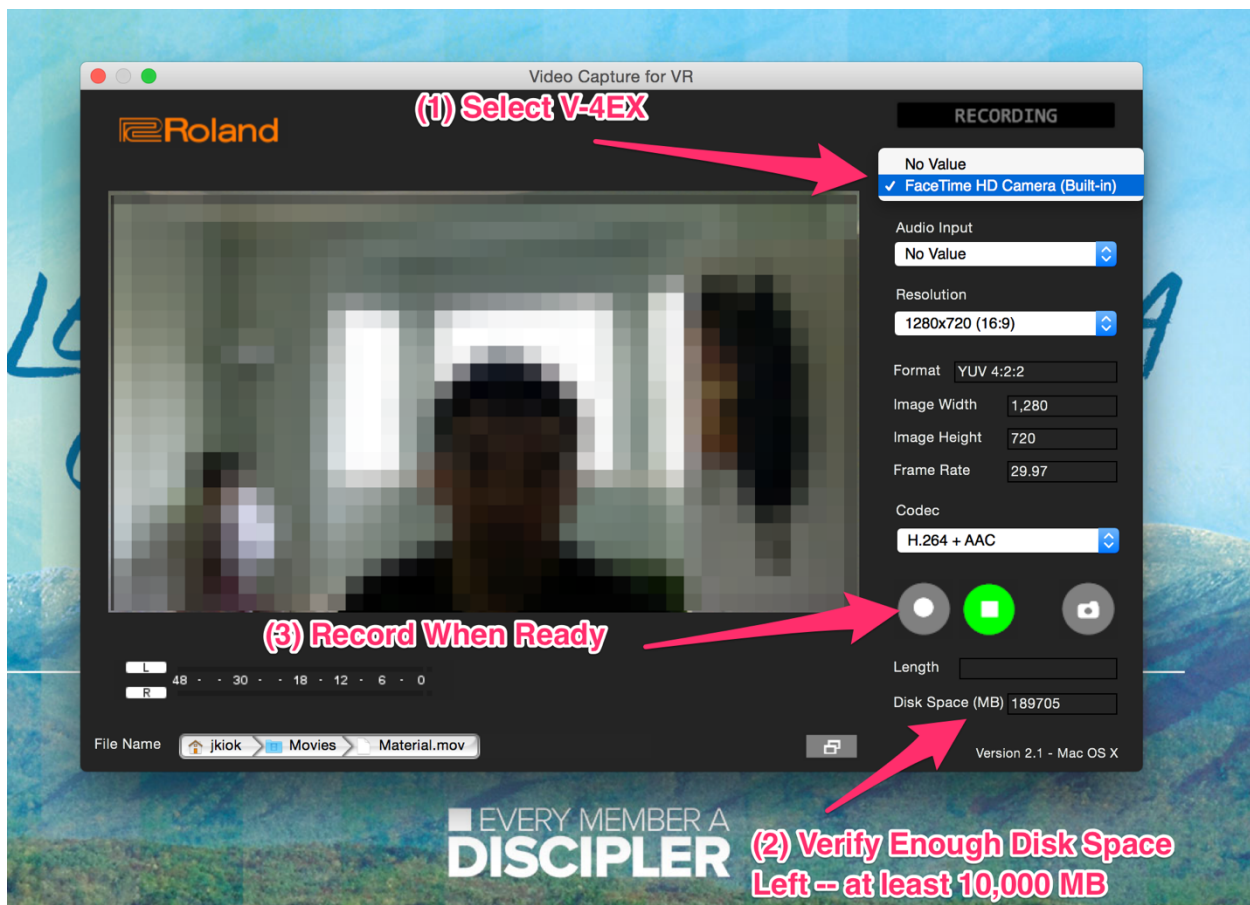 Video Capture for VR
(1) Select V-4EX
RECORDING
Roland
No Value
✓ FaceTime HD Camera (Built-in)
Audio Input
No Value
Resolution
1280x720 (16:9)
Format YUV 4:2:2
Image Width 1,280
Image Height 720
Frame Rate 29.97
Codec
H.264 + AAC
(3) Record When Ready
L
48 - - 30 - - 18 - 12 - 6 - 0
R
Length
Disk Space (MB) 189705
File Name jkiok Movies Material.mov
Version 2.1 - Mac OS X
EVERY MEMBER A
DISCIPLER
(2) Verify Enough Disk Space
Left -- at least 10,000 MB